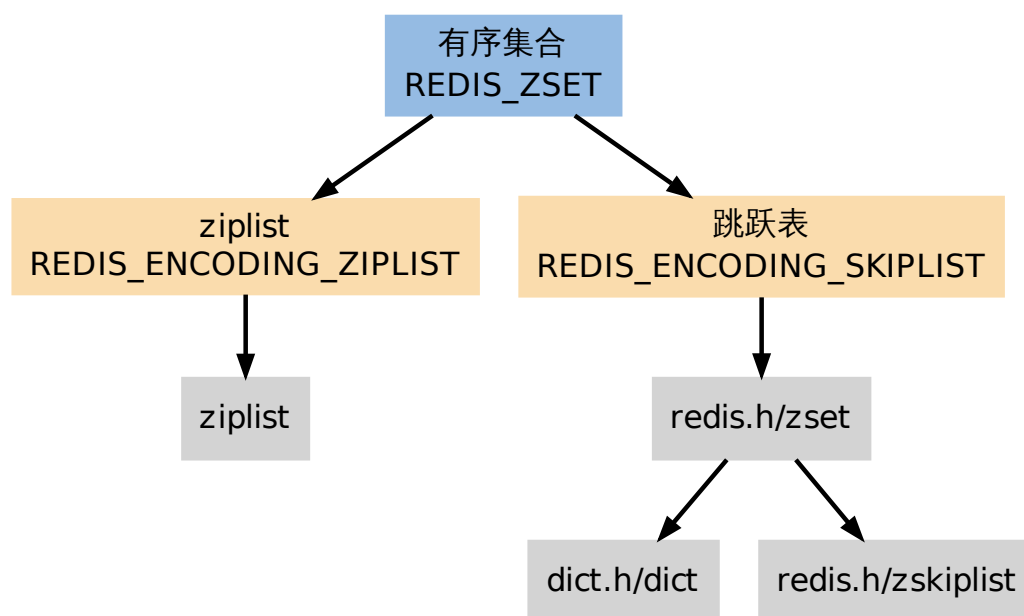 有序集合
REDIS_ZSET
ziplist
REDIS_ENCODING_ZIPLIST
跳跃表
REDIS_ENCODING_SKIPLIST
ziplist
redis.h/zset
dict.h/dict
redis.h/zskiplist